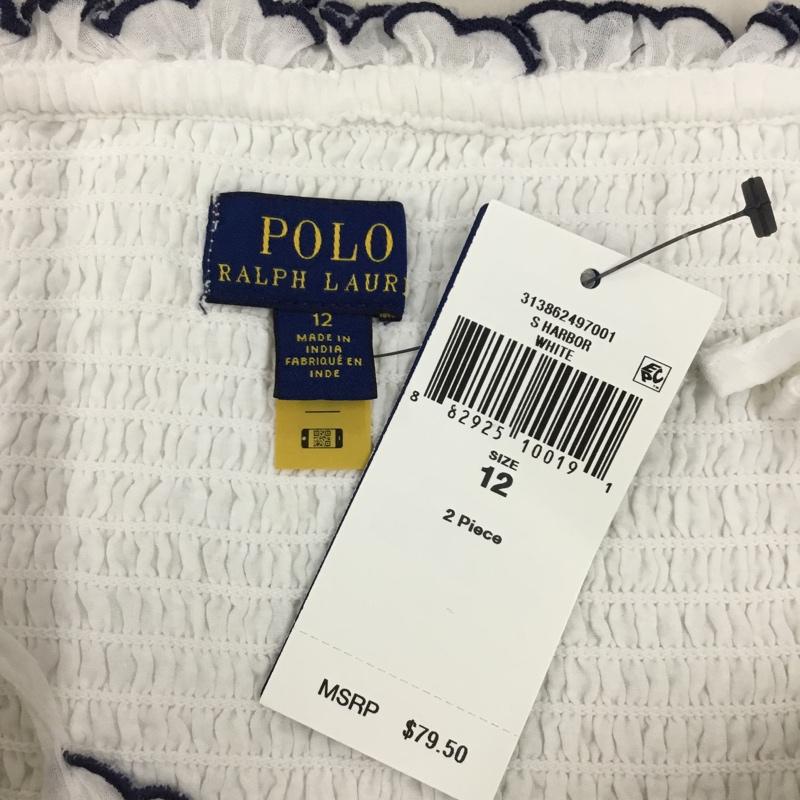 POLO
RALPH LAUR
12
MADE IN
INDIA
FABRIQUÉ EN
INDE
313862497001
S HARBOR
WHITE
EPC
8 82925 10019 1
SIZE
12
2 Piece
MSRP $79.50